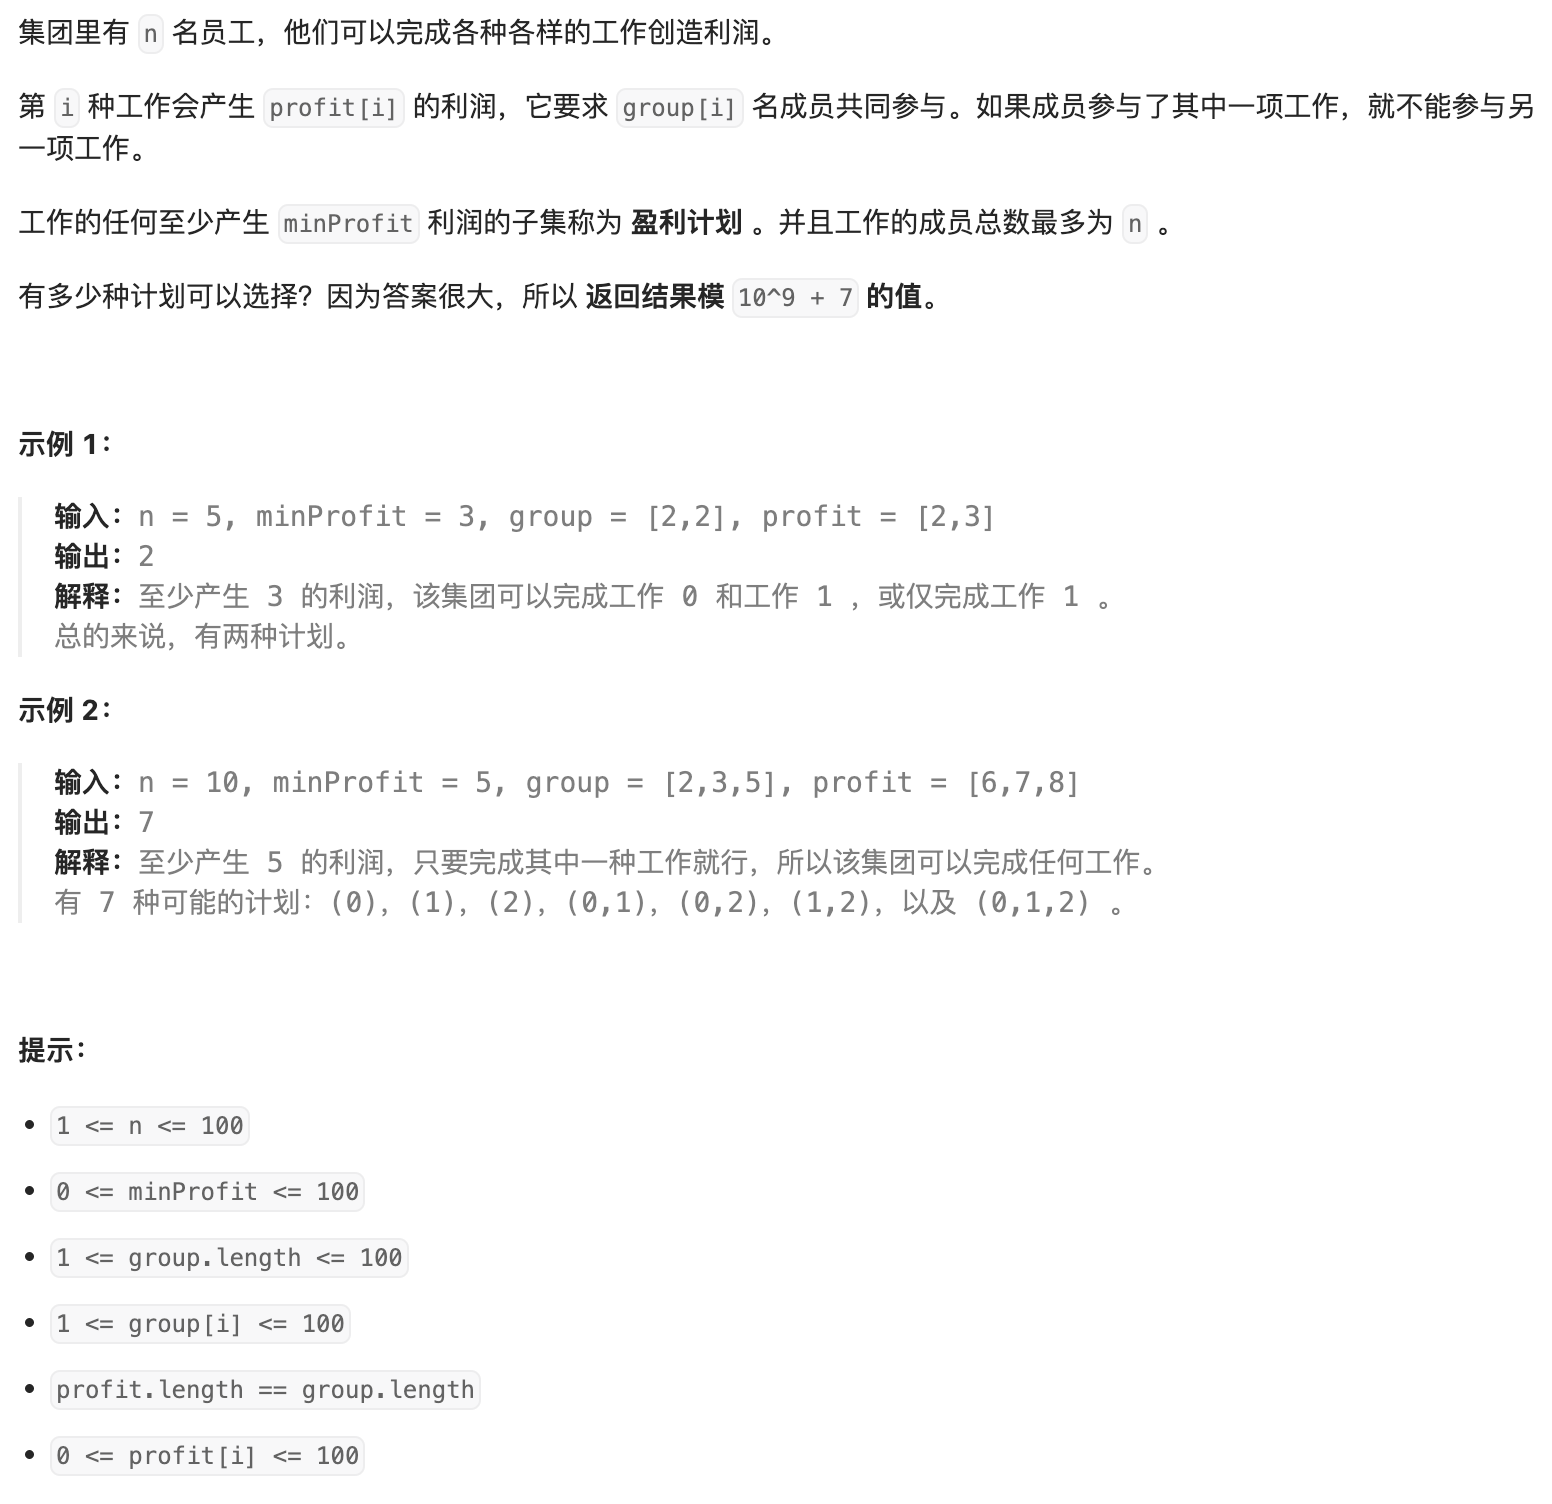 集团里有 n 名员工，他们可以完成各种各样的工作创造利润。
第 i 种工作会产生 profit[i] 的利润，它要求 group[i] 名成员共同参与。如果成员参与了其中一项工作，就不能参与另
一项工作。
工作的任何至少产生 minProfit 利润的子集称为 盈利计划 。并且工作的成员总数最多为 n 。
有多少种计划可以选择？因为答案很大，所以 返回结果模 10^9 + 7 的值。
示例 1：
输入：n = 5, minProfit = 3, group = [2,2], profit = [2,3]
输出：2
解释：至少产生 3 的利润，该集团可以完成工作 0 和工作 1 ，或仅完成工作 1 。
总的来说，有两种计划。
示例 2：
输入：n = 10, minProfit = 5, group = [2,3,5], profit = [6,7,8]
输出：7
解释：至少产生 5 的利润，只要完成其中一种工作就行，所以该集团可以完成任何工作。
有 7 种可能的计划：(0)，(1)，(2)，(0,1)，(0,2)，(1,2)，以及 (0,1,2) 。
提示：
• 1 <= n <= 100
• 0 <= minProfit <= 100
• 1 <= group.length <= 100
• 1 <= group[i] <= 100
• profit.length == group.length
• 0 <= profit[i] <= 100